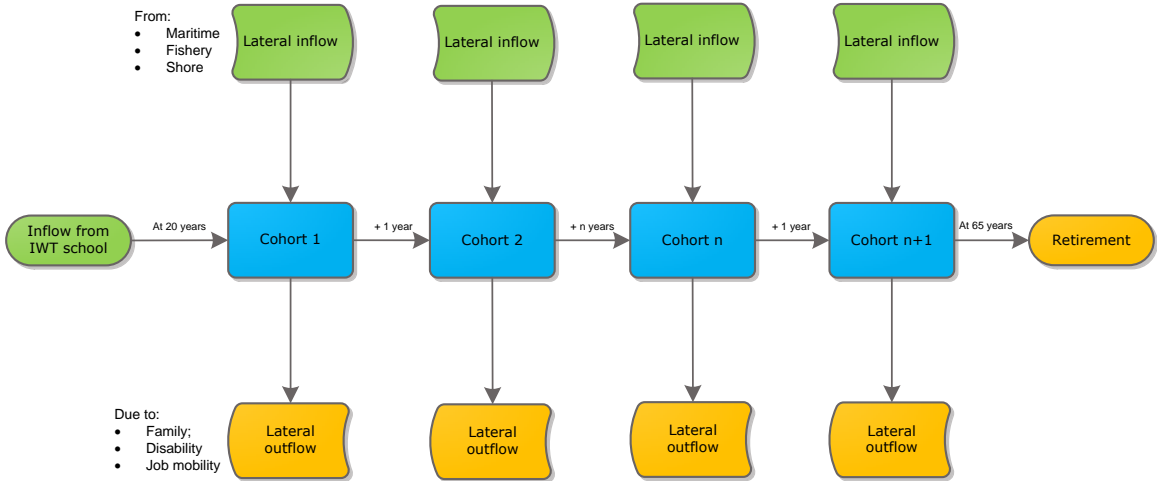 From:
• Maritime
• Fishery
• Shore
Lateral inflow
Lateral inflow
Lateral inflow
Lateral inflow
Inflow from
IWT school
At 20 years
Cohort 1
+ 1 year
Cohort 2
+ n years
Cohort n
+ 1 year
Cohort n+1
At 65 years
Retirement
Due to:
• Family;
• Disability
• Job mobility
Lateral
outflow
Lateral
outflow
Lateral
outflow
Lateral
outflow